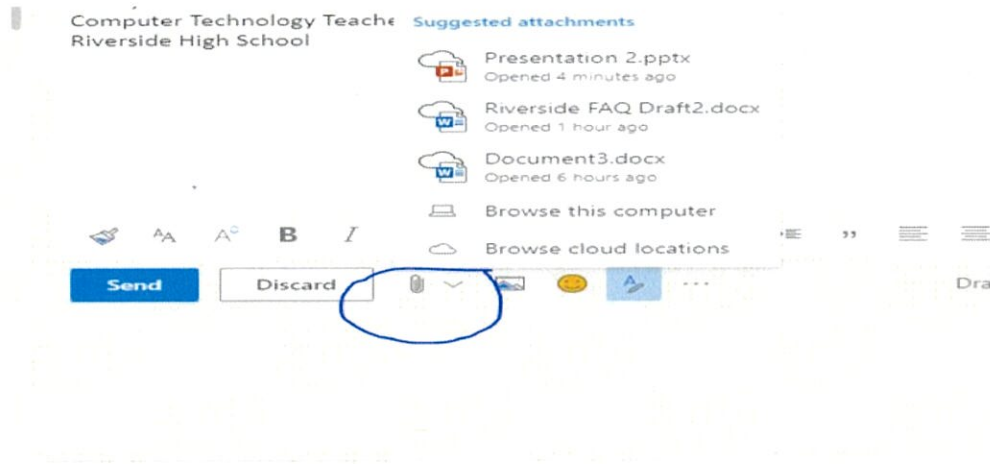 Computer Technology Teache
Riverside High School
Suggested attachments
Presentation 2.pptx
Opened 4 minutes ago
Riverside FAQ Draft2.docx
Opened 1 hour ago
Document3.docx
Opened 6 hours ago
Browse this computer
Browse cloud locations
B I
Send Discard Dra